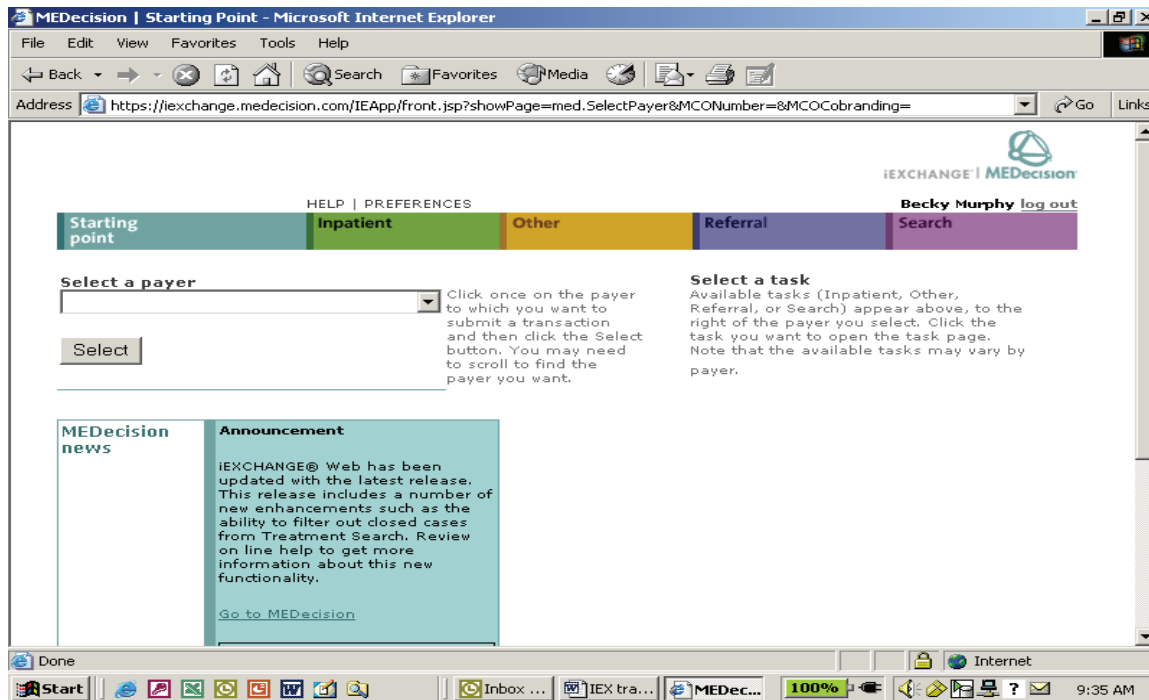 MEDecision | Starting Point - Microsoft Internet Explorer
File Edit View Favorites Tools Help
Back Search Favorites Media
Address https://iexchange.medecision.com/IEApp/front.jsp?showPage=med.SelectPayer&MCONumber=&MCOCobranding= Go Links
iEXCHANGE | MEDecision
HELP | PREFERENCES
Becky Murphy log out
Starting point
Inpatient
Other
Referral
Search
Select a payer
Select
Click once on the payer
to which you want to
submit a transaction
and then click the Select
button. You may need
to scroll to find the
payer you want.
Select a task
Available tasks (Inpatient, Other,
Referral, or Search) appear above, to the
right of the payer you select. Click the
task you want to open the task page.
Note that the available tasks may vary by
payer.
MEDecision
news
Announcement
iEXCHANGE® Web has been
updated with the latest release.
This release includes a number of
new enhancements such as the
ability to filter out closed cases
from Treatment Search. Review
on line help to get more
information about this new
functionality.
Go to MEDecision
Done Internet
Start Inbox ... IEX tra... MEDec... 100% 9:35 AM